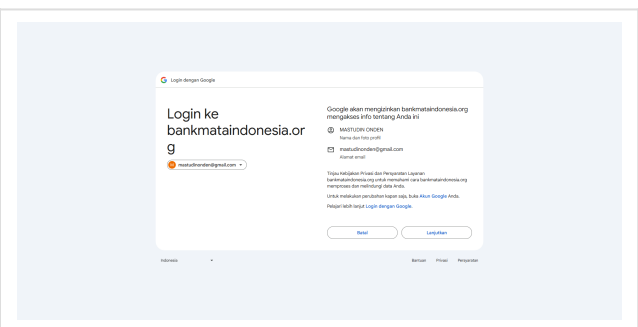 Login dengan Google
Login ke
bankmataindonesia.or
g
mastudinonden@gmail.com
Google akan mengizinkan bankmataindonesia.org
mengakses info tentang Anda ini
MASTUDIN ONDEN
Nama dan foto profil
mastudinonden@gmail.com
Alamat email
Tinjau Kebijakan Privasi dan Persyaratan Layanan
bankmataindonesia.org untuk memahami cara bankmataindonesia.org
memproses dan melindungi data Anda.
Untuk melakukan perubahan kapan saja, buka Akun Google Anda.
Pelajari lebih lanjut Login dengan Google.
Batal
Lanjutkan
Indonesia
Bantuan Privasi Persyaratan